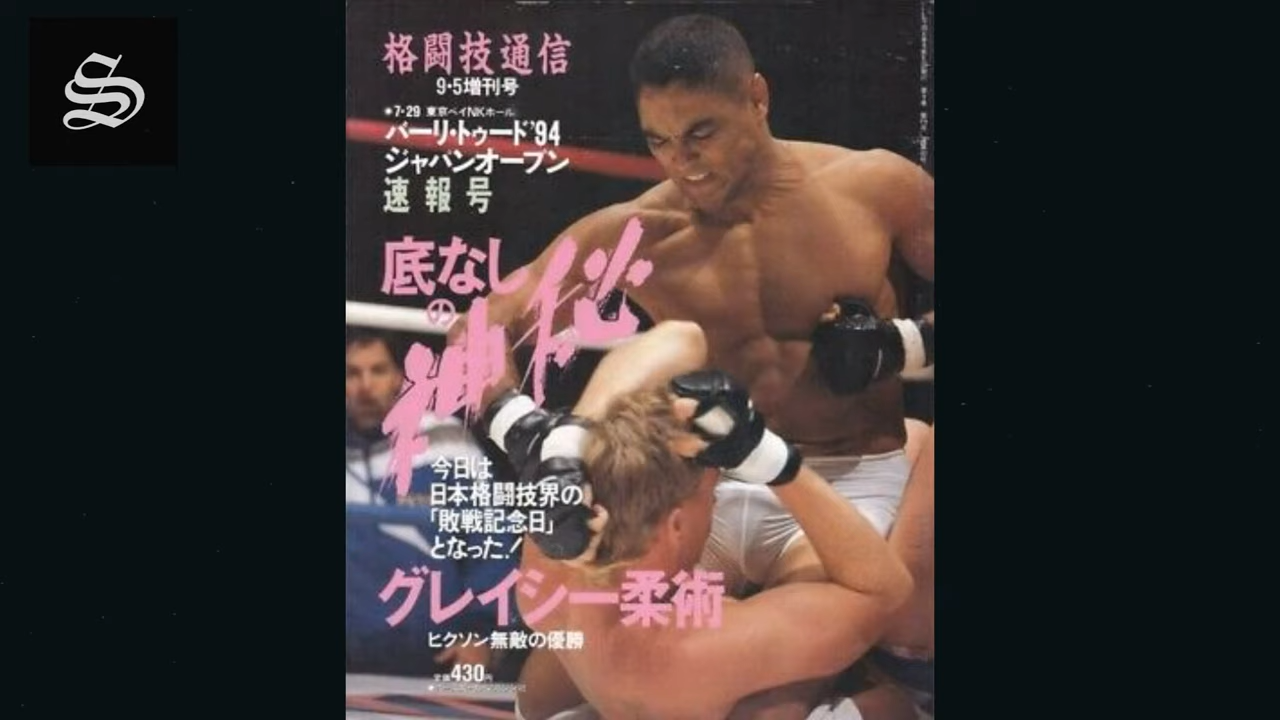 S
格闘技通信
9・5増刊号
●7・29 東京ベイNKホール
バーリ・トゥード'94
ジャパンオープン
速報号
底なし
の
神秘
今日は
日本格闘技界の
「敗戦記念日」
となった!
グレイシー柔術
ヒクソン無敵の優勝
定価430円